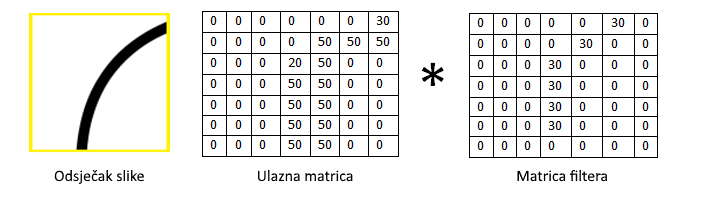 0 0 0 0 0 0 30
0 0 0 0 50 50 50
0 0 0 20 50 0 0
0 0 0 50 50 0 0
0 0 0 50 50 0 0
0 0 0 50 50 0 0
0 0 0 50 50 0 0
*
0 0 0 0 0 30 0
0 0 0 0 30 0 0
0 0 0 30 0 0 0
0 0 0 30 0 0 0
0 0 0 30 0 0 0
0 0 0 30 0 0 0
0 0 0 0 0 0 0
Odsječak slike
Ulazna matrica
Matrica filtera